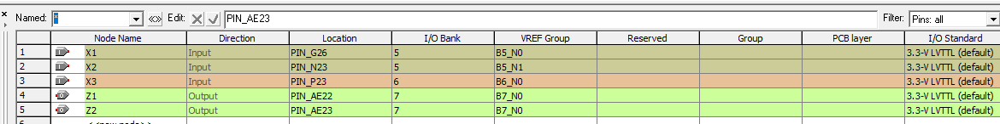 Named: * Edit: PIN_AE23 Filter: Pins: all
Node Name Direction Location I/O Bank VREF Group Reserved Group PCB layer I/O Standard
1 X1 Input PIN_G26 5 B5_N0 3.3-V LVTTL (default)
2 X2 Input PIN_N23 5 B5_N1 3.3-V LVTTL (default)
3 X3 Input PIN_P23 6 B6_N0 3.3-V LVTTL (default)
4 Z1 Output PIN_AE22 7 B7_N0 3.3-V LVTTL (default)
5 Z2 Output PIN_AE23 7 B7_N0 3.3-V LVTTL (default)